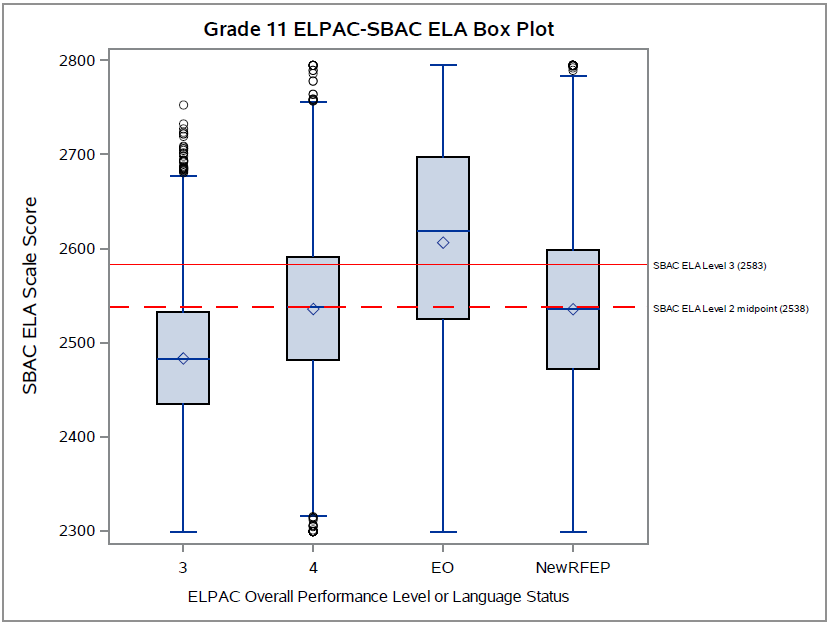 Grade 11 ELPAC-SBAC ELA Box Plot
SBAC ELA Scale Score
2800
2700
2600
2500
2400
2300
SBAC ELA Level 3 (2583)
SBAC ELA Level 2 midpoint (2538)
3 4 EO NewRFEP
ELPAC Overall Performance Level or Language Status